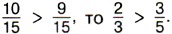 10/15 > 9/15, то 2/3 > 3/5.